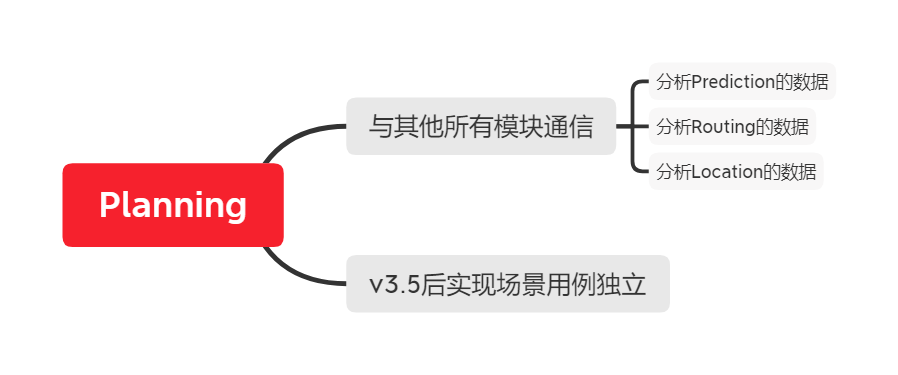 Planning
与其他所有模块通信
分析Prediction的数据
分析Routing的数据
分析Location的数据
v3.5后实现场景用例独立